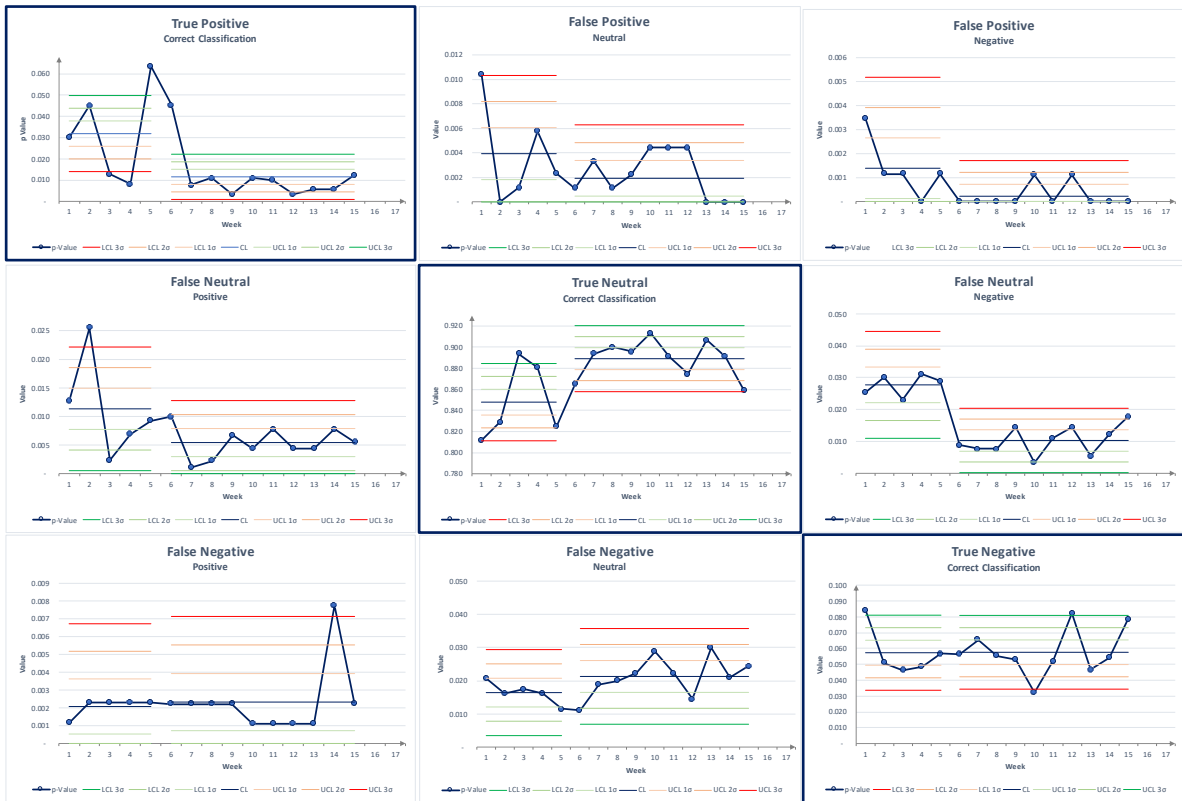 True Positive
Correct Classification
0.060
0.050
0.040
0.030
0.020
0.010
-
p Value
1 2 3 4 5 6 7 8 9 10 11 12 13 14 15 16 17
Week
p-Value LCL 3σ LCL 2σ LCL 1σ CL UCL 1σ UCL 2σ UCL 3σ
False Positive
Neutral
0.012
0.010
0.008
0.006
0.004
0.002
-
Value
1 2 3 4 5 6 7 8 9 10 11 12 13 14 15 16 17
Week
p-Value LCL 3σ LCL 2σ LCL 1σ CL UCL 1σ UCL 2σ UCL 3σ
False Positive
Negative
0.006
0.005
0.004
0.003
0.002
0.001
-
Value
1 2 3 4 5 6 7 8 9 10 11 12 13 14 15 16 17
Week
p-Value LCL 3σ LCL 2σ LCL 1σ CL UCL 1σ UCL 2σ UCL 3σ
False Neutral
Positive
0.025
0.020
0.015
0.010
0.005
-
Value
1 2 3 4 5 6 7 8 9 10 11 12 13 14 15 16 17
Week
p-Value LCL 3σ LCL 2σ LCL 1σ CL UCL 1σ UCL 2σ UCL 3σ
True Neutral
Correct Classification
0.920
0.900
0.880
0.860
0.840
0.820
0.800
0.780
Value
1 2 3 4 5 6 7 8 9 10 11 12 13 14 15 16 17
Week
p-Value LCL 3σ LCL 2σ LCL 1σ CL UCL 1σ UCL 2σ UCL 3σ
False Neutral
Negative
0.050
0.040
0.030
0.020
0.010
-
Value
1 2 3 4 5 6 7 8 9 10 11 12 13 14 15 16 17
Week
p-Value LCL 3σ LCL 2σ LCL 1σ CL UCL 1σ UCL 2σ UCL 3σ
False Negative
Positive
0.009
0.008
0.007
0.006
0.005
0.004
0.003
0.002
0.001
-
Value
1 2 3 4 5 6 7 8 9 10 11 12 13 14 15 16 17
Week
p-Value LCL 3σ LCL 2σ LCL 1σ CL UCL 1σ UCL 2σ UCL 3σ
False Negative
Neutral
0.050
0.040
0.030
0.020
0.010
-
Value
1 2 3 4 5 6 7 8 9 10 11 12 13 14 15 16 17
Week
p-Value LCL 3σ LCL 2σ LCL 1σ CL UCL 1σ UCL 2σ UCL 3σ
True Negative
Correct Classification
0.100
0.090
0.080
0.070
0.060
0.050
0.040
0.030
0.020
0.010
-
Value
1 2 3 4 5 6 7 8 9 10 11 12 13 14 15 16 17
Week
p-Value LCL 3σ LCL 2σ LCL 1σ CL UCL 1σ UCL 2σ UCL 3σ